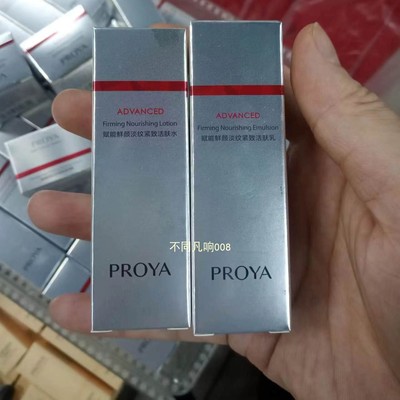 ADVANCED
Firming Nourishing Lotion
赋能鲜颜淡纹紧致活肤水
PROYA
ADVANCED
Firming Nourishing Emulsion
赋能鲜颜淡纹紧致活肤乳
PROYA
不同凡响008
PROYA